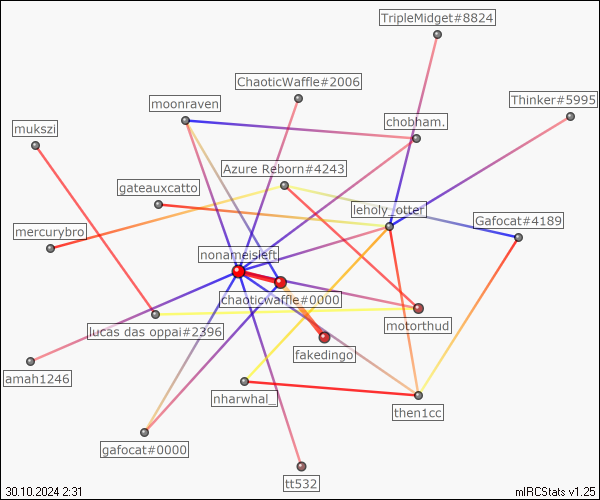 TripleMidget#8824
ChaoticWaffle#2006
Thinker#5995
moonraven
chobham.
mukszi
Azure Reborn#4243
gateauxcatto
leholy_otter
Gafocat#4189
mercurybro
nonameisleft
chaoticwaffle#0000
lucas das oppai#2396
motorthud
fakedingo
amah1246
nharwhal_
then1cc
gafocat#0000
tt532
30.10.2024 2:31
mIRCStats v1.25